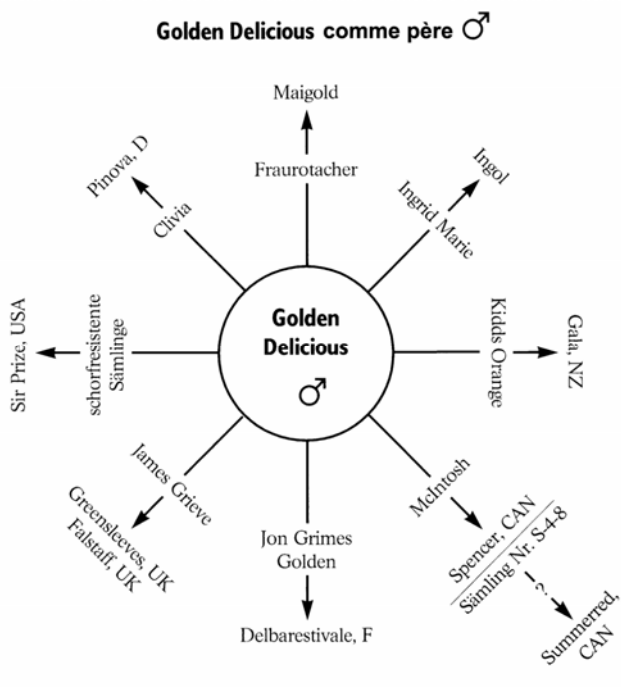 Golden Delicious comme père ♂
Maigold
Fraurotacher
Pinova, D
Clivia
Ingol
Ingrid Marie
Sir Prize, USA
schorfresistente
Sämlinge
Golden
Delicious
♂
Kidds Orange
Gala, NZ
James Grieve
Greensleeves, UK
Falstaff, UK
Jon Grimes
Golden
Delbarestivale, F
McIntosh
Spencer, CAN
Sämling Nr. S-4-8
?
Summerred,
CAN